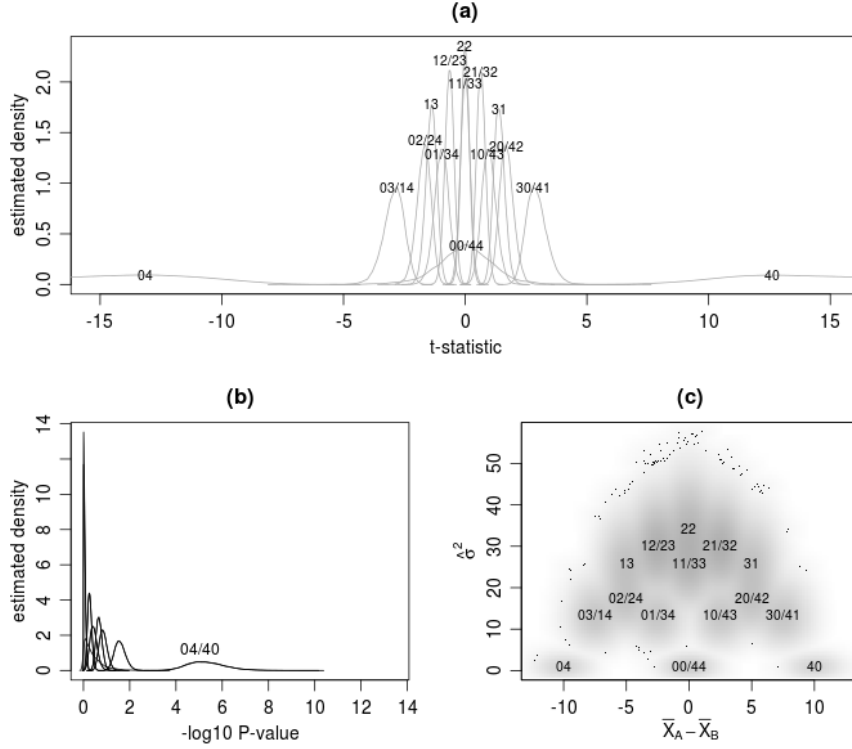 (a)
estimated density
0.0 0.5 1.0 1.5 2.0
22
12/23
21/32
11/33
13
31
02/24
20/42
01/34
10/43
03/14
30/41
00/44
04
40
-15 -10 -5 0 5 10 15
t-statistic
(b)
estimated density
0 2 4 6 8 10 14
04/40
0 2 4 6 8 10 12 14
-log10 P-value
(c)
σ̂²
0 10 20 30 40 50
22
12/23 21/32
13 11/33 31
02/24 20/42
03/14 01/34 10/43 30/41
04 00/44 40
-10 -5 0 5 10
X̅A − X̅B